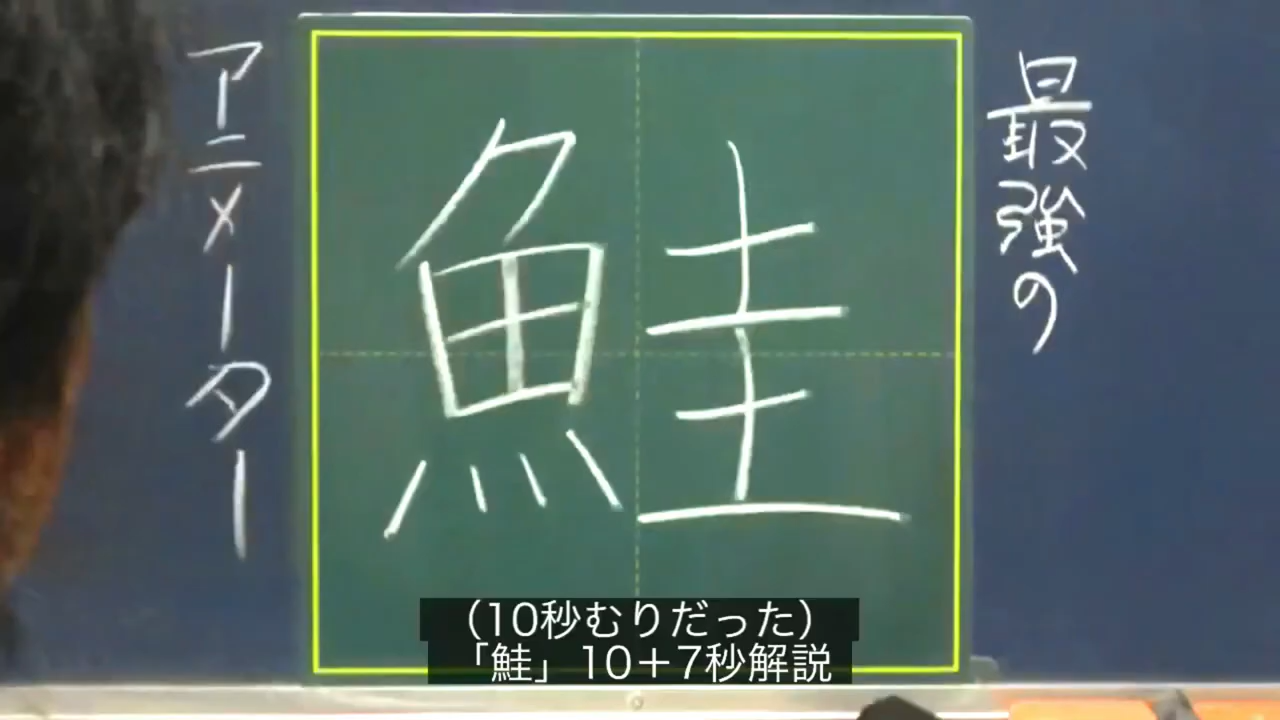 最強の
鮭
アニメーター
（10秒むりだった）
「鮭」10＋7秒解説